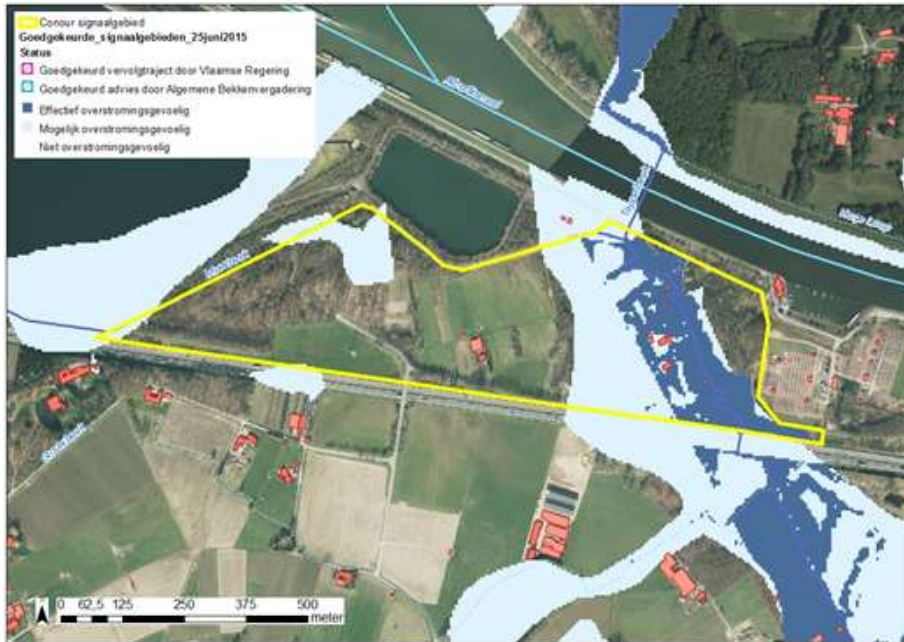 Conour signaalgebied
Goedgekeurde_signaalgebieden_25juni2015
Status
Goedgekeurd vervolgtraject door Vlaamse Regering
Goedgekeurd advies door Algemene Bekkenvergadering
Effectief overstromingsgevoelig
Mogelijk overstromingsgevoelig
Niet overstromingsgevoelig
0 62,5 125 250 375 500
meter